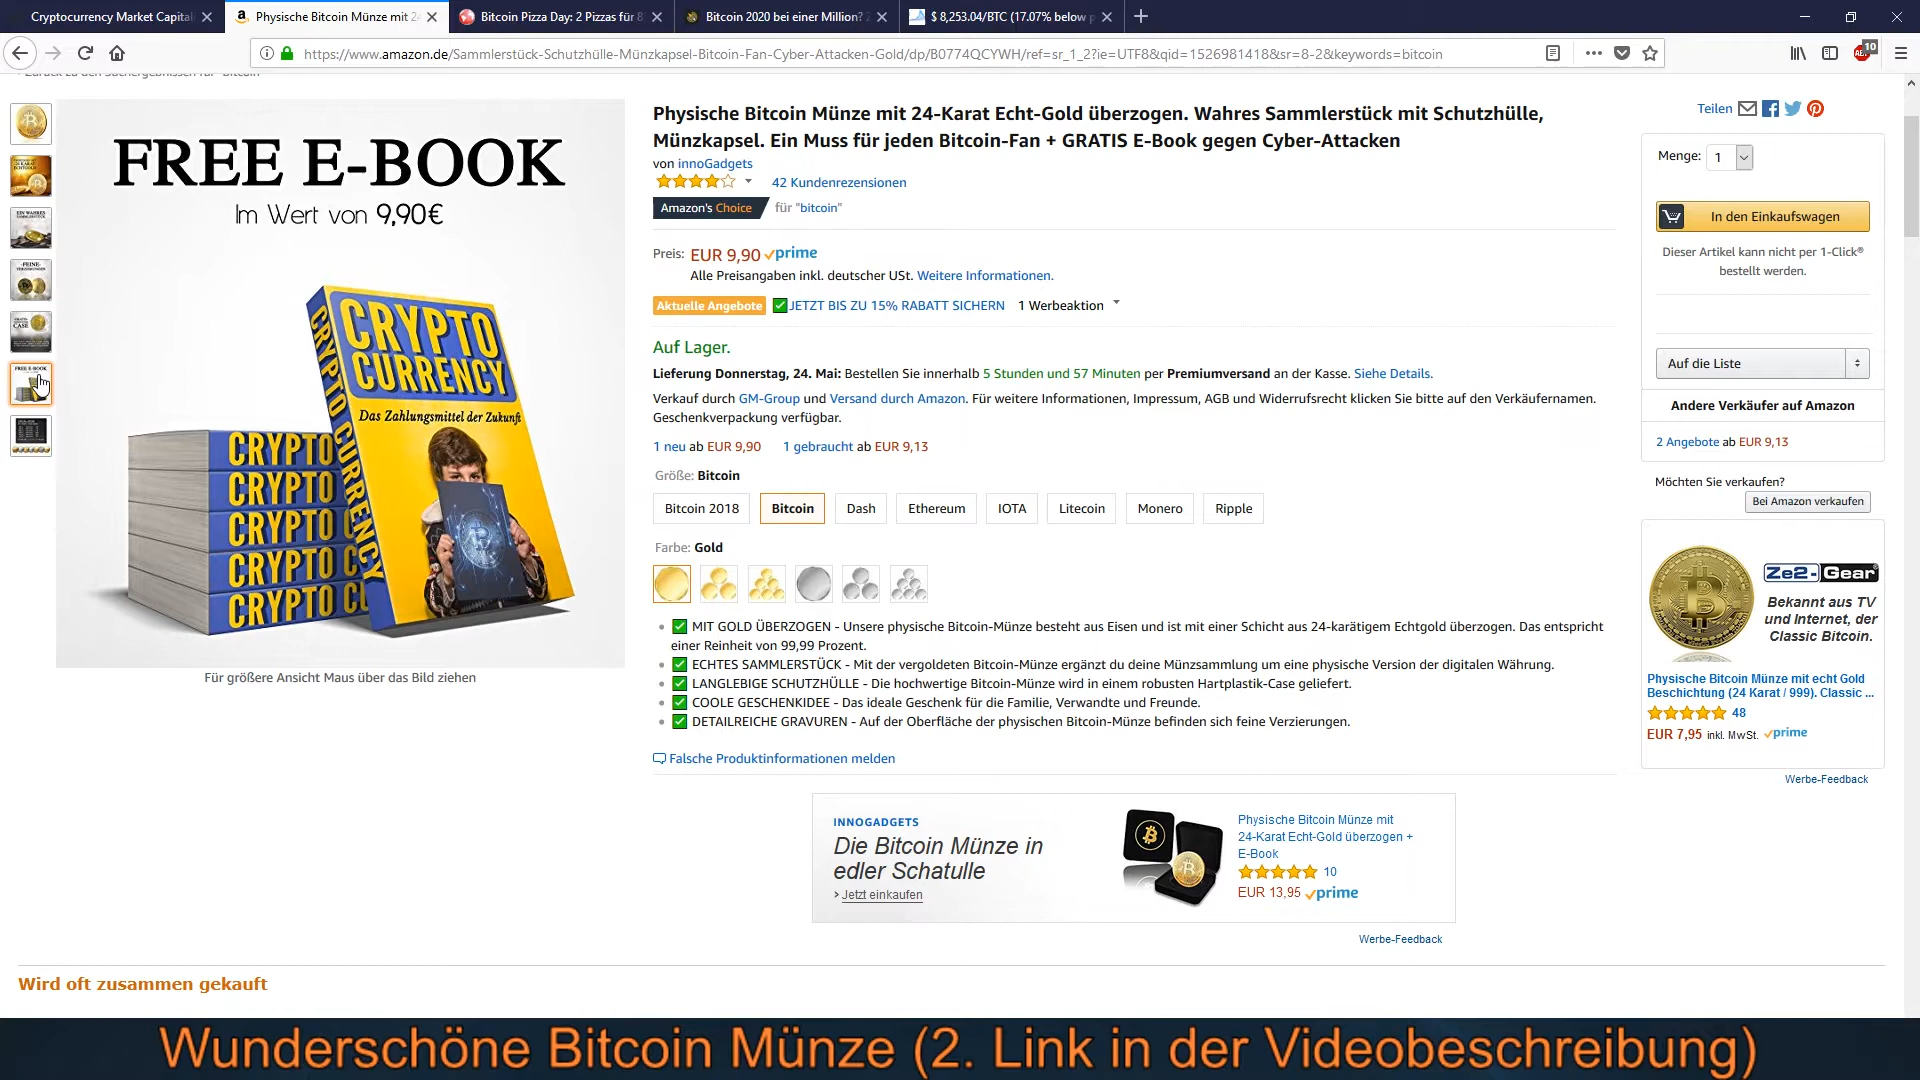 Cryptocurrency Market Capital
Physische Bitcoin Münze mit 24
Bitcoin Pizza Day: 2 Pizzas für 8
Bitcoin 2020 bei einer Million? 2
$ 8,253.04/BTC (17.07% below p
https://www.amazon.de/Sammlerstück-Schutzhülle-Münzkapsel-Bitcoin-Fan-Cyber-Attacken-Gold/dp/B0774QCYWH/ref=sr_1_2?ie=UTF8&qid=1526981418&sr=8-2&keywords=bitcoin
10
FREE E-BOOK
Im Wert von 9,90€
CRYPTO
CURRENCY
Das Zahlungsmittel der Zukunft
CRYPTO CURRENCY
CRYPTO
CRYPTO
CRYPTO
CRYPTO C
CRYPTO CU
Für größere Ansicht Maus über das Bild ziehen
Physische Bitcoin Münze mit 24-Karat Echt-Gold überzogen. Wahres Sammlerstück mit Schutzhülle,
Münzkapsel. Ein Muss für jeden Bitcoin-Fan + GRATIS E-Book gegen Cyber-Attacken
von innoGadgets
42 Kundenrezensionen
Amazon's Choice für "bitcoin"
Preis: EUR 9,90 prime
Alle Preisangaben inkl. deutscher USt. Weitere Informationen.
Aktuelle Angebote JETZT BIS ZU 15% RABATT SICHERN 1 Werbeaktion
Auf Lager.
Lieferung Donnerstag, 24. Mai: Bestellen Sie innerhalb 5 Stunden und 57 Minuten per Premiumversand an der Kasse. Siehe Details.
Verkauf durch GM-Group und Versand durch Amazon. Für weitere Informationen, Impressum, AGB und Widerrufsrecht klicken Sie bitte auf den Verkäufernamen.
Geschenkverpackung verfügbar.
1 neu ab EUR 9,90 1 gebraucht ab EUR 9,13
Größe: Bitcoin
Bitcoin 2018 Bitcoin Dash Ethereum IOTA Litecoin Monero Ripple
Farbe: Gold
MIT GOLD ÜBERZOGEN - Unsere physische Bitcoin-Münze besteht aus Eisen und ist mit einer Schicht aus 24-karätigem Echtgold überzogen. Das entspricht
einer Reinheit von 99,99 Prozent.
ECHTES SAMMLERSTÜCK - Mit der vergoldeten Bitcoin-Münze ergänzt du deine Münzsammlung um eine physische Version der digitalen Währung.
LANGLEBIGE SCHUTZHÜLLE - Die hochwertige Bitcoin-Münze wird in einem robusten Hartplastik-Case geliefert.
COOLE GESCHENKIDEE - Das ideale Geschenk für die Familie, Verwandte und Freunde.
DETAILREICHE GRAVUREN - Auf der Oberfläche der physischen Bitcoin-Münze befinden sich feine Verzierungen.
Falsche Produktinformationen melden
INNOGADGETS
Die Bitcoin Münze in
edler Schatulle
› Jetzt einkaufen
Physische Bitcoin Münze mit
24-Karat Echt-Gold überzogen +
E-Book
10
EUR 13,95 prime
Werbe-Feedback
Teilen
Menge: 1
In den Einkaufswagen
Dieser Artikel kann nicht per 1-Click®
bestellt werden.
Auf die Liste
Andere Verkäufer auf Amazon
2 Angebote ab EUR 9,13
Möchten Sie verkaufen?
Bei Amazon verkaufen
Ze2-Gear
Bekannt aus TV
und Internet, der
Classic Bitcoin.
Physische Bitcoin Münze mit echt Gold
Beschichtung (24 Karat / 999). Classic ...
48
EUR 7,95 inkl. MwSt. prime
Werbe-Feedback
Wird oft zusammen gekauft
Wunderschöne Bitcoin Münze (2. Link in der Videobeschreibung)